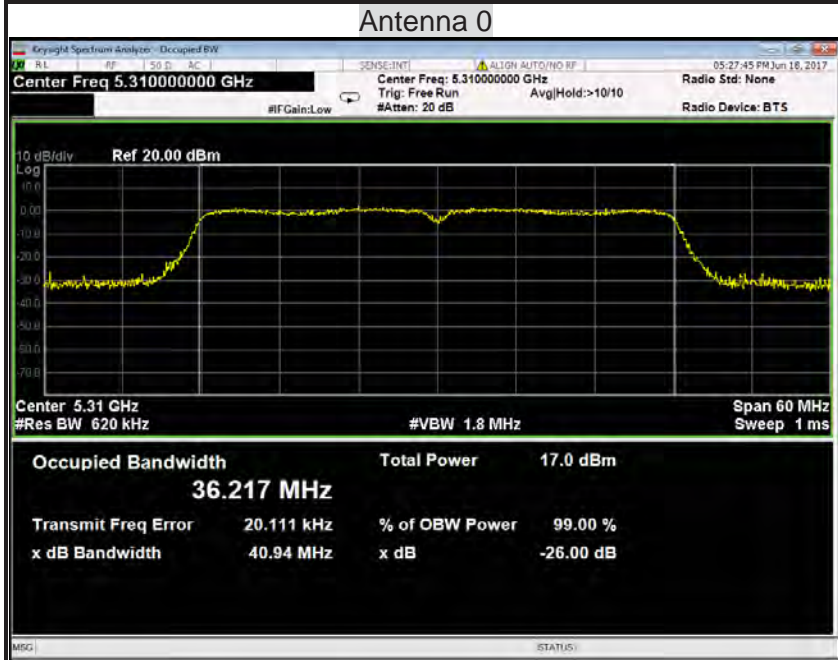 Antenna 0
Keysight Spectrum Analyzer - Occupied BW
RL RF 50 Ω AC SENSE:INT ALIGN AUTO/NO RF 05:27:45 PM Jun 16, 2017
Center Freq 5.310000000 GHz Center Freq: 5.310000000 GHz Radio Std: None
Trig: Free Run Avg|Hold:>10/10
#IFGain:Low #Atten: 20 dB Radio Device: BTS
10 dB/div Ref 20.00 dBm
Log
10.0
0.00
-10.0
-20.0
-30.0
-40.0
-50.0
-60.0
-70.0
Center 5.31 GHz Span 60 MHz
#Res BW 620 kHz #VBW 1.8 MHz Sweep 1 ms
Occupied Bandwidth Total Power 17.0 dBm
36.217 MHz
Transmit Freq Error 20.111 kHz % of OBW Power 99.00 %
x dB Bandwidth 40.94 MHz x dB -26.00 dB
MSG STATUS